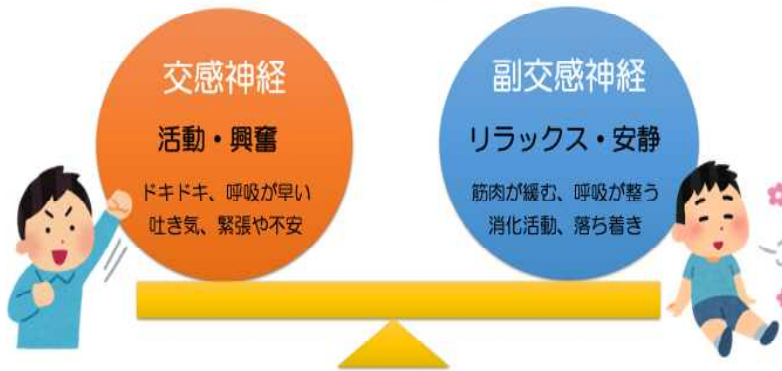 交感神経
活動・興奮
ドキドキ、呼吸が早い
吐き気、緊張や不安
副交感神経
リラックス・安静
筋肉が緩む、呼吸が整う
消化活動、落ち着き